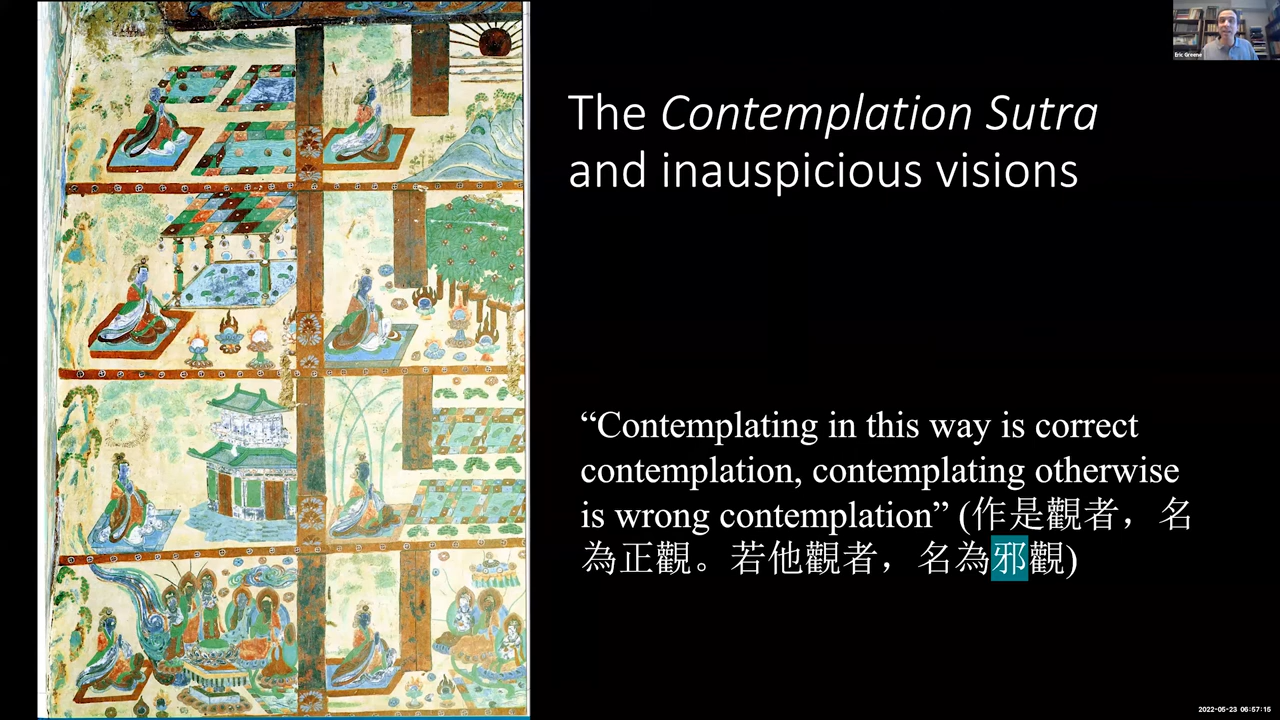 Eric Greene
The Contemplation Sutra
and inauspicious visions
“Contemplating in this way is correct
contemplation, contemplating otherwise
is wrong contemplation” (作是觀者，名
為正觀。若他觀者，名為邪觀)
2022-05-23 06:57:15